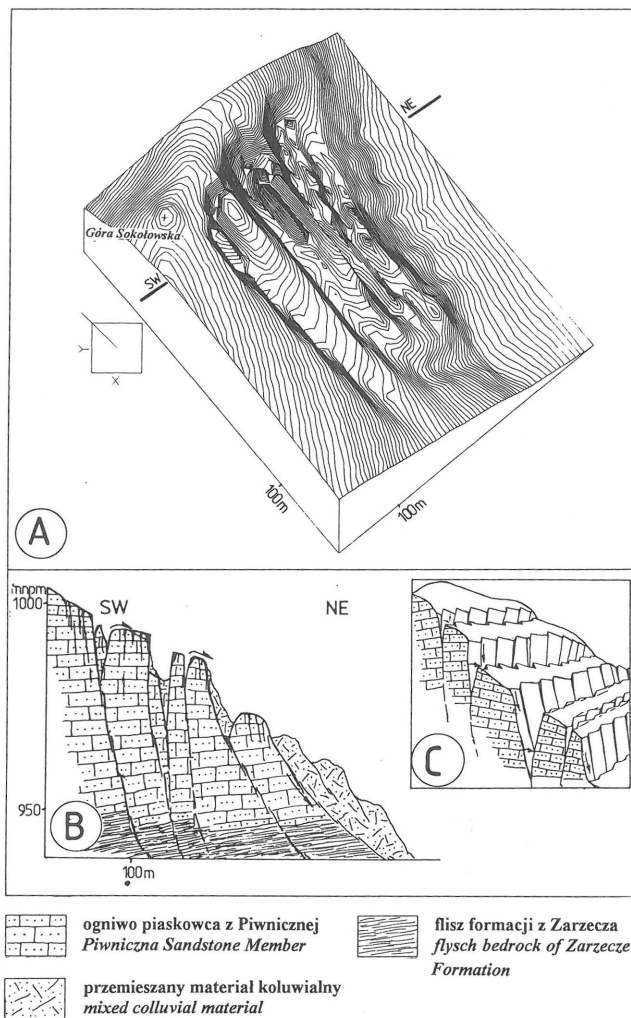 NE
Góra Sokołowska
SW
Y
X
100m
100m
A
mnpm
1000
SW
NE
950
B
100m
C
ogniwo piaskowca z Piwnicznej
Piwniczna Sandstone Member
flisz formacji z Zarzecza
flysch bedrock of Zarzecze
Formation
przemieszany materiał koluwialny
mixed colluvial material